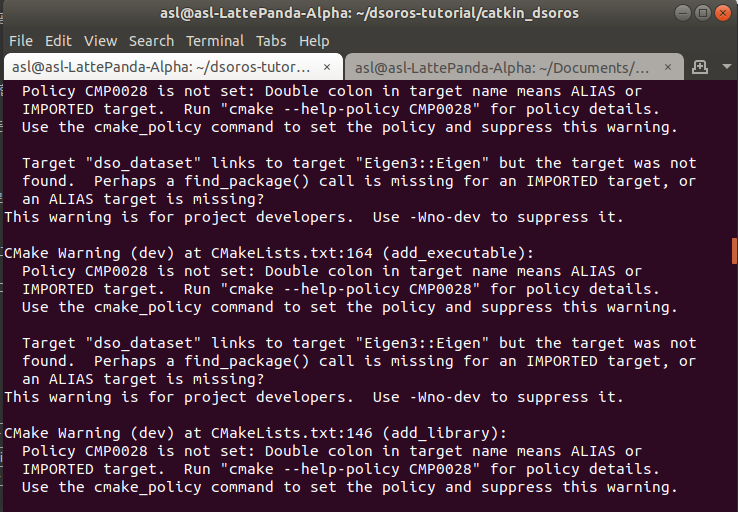 asl@asl-LattePanda-Alpha: ~/dsoros-tutorial/catkin_dsoros
File Edit View Search Terminal Tabs Help
asl@asl-LattePanda-Alpha: ~/dsoros-tutor... × asl@asl-LattePanda-Alpha: ~/Documents/... ×
Policy CMP0028 is not set: Double colon in target name means ALIAS or
IMPORTED target.  Run "cmake --help-policy CMP0028" for policy details.
Use the cmake_policy command to set the policy and suppress this warning.
Target "dso_dataset" links to target "Eigen3::Eigen" but the target was not
found.  Perhaps a find_package() call is missing for an IMPORTED target, or
an ALIAS target is missing?
This warning is for project developers.  Use -Wno-dev to suppress it.
CMake Warning (dev) at CMakeLists.txt:164 (add_executable):
Policy CMP0028 is not set: Double colon in target name means ALIAS or
IMPORTED target.  Run "cmake --help-policy CMP0028" for policy details.
Use the cmake_policy command to set the policy and suppress this warning.
Target "dso_dataset" links to target "Eigen3::Eigen" but the target was not
found.  Perhaps a find_package() call is missing for an IMPORTED target, or
an ALIAS target is missing?
This warning is for project developers.  Use -Wno-dev to suppress it.
CMake Warning (dev) at CMakeLists.txt:146 (add_library):
Policy CMP0028 is not set: Double colon in target name means ALIAS or
IMPORTED target.  Run "cmake --help-policy CMP0028" for policy details.
Use the cmake_policy command to set the policy and suppress this warning.